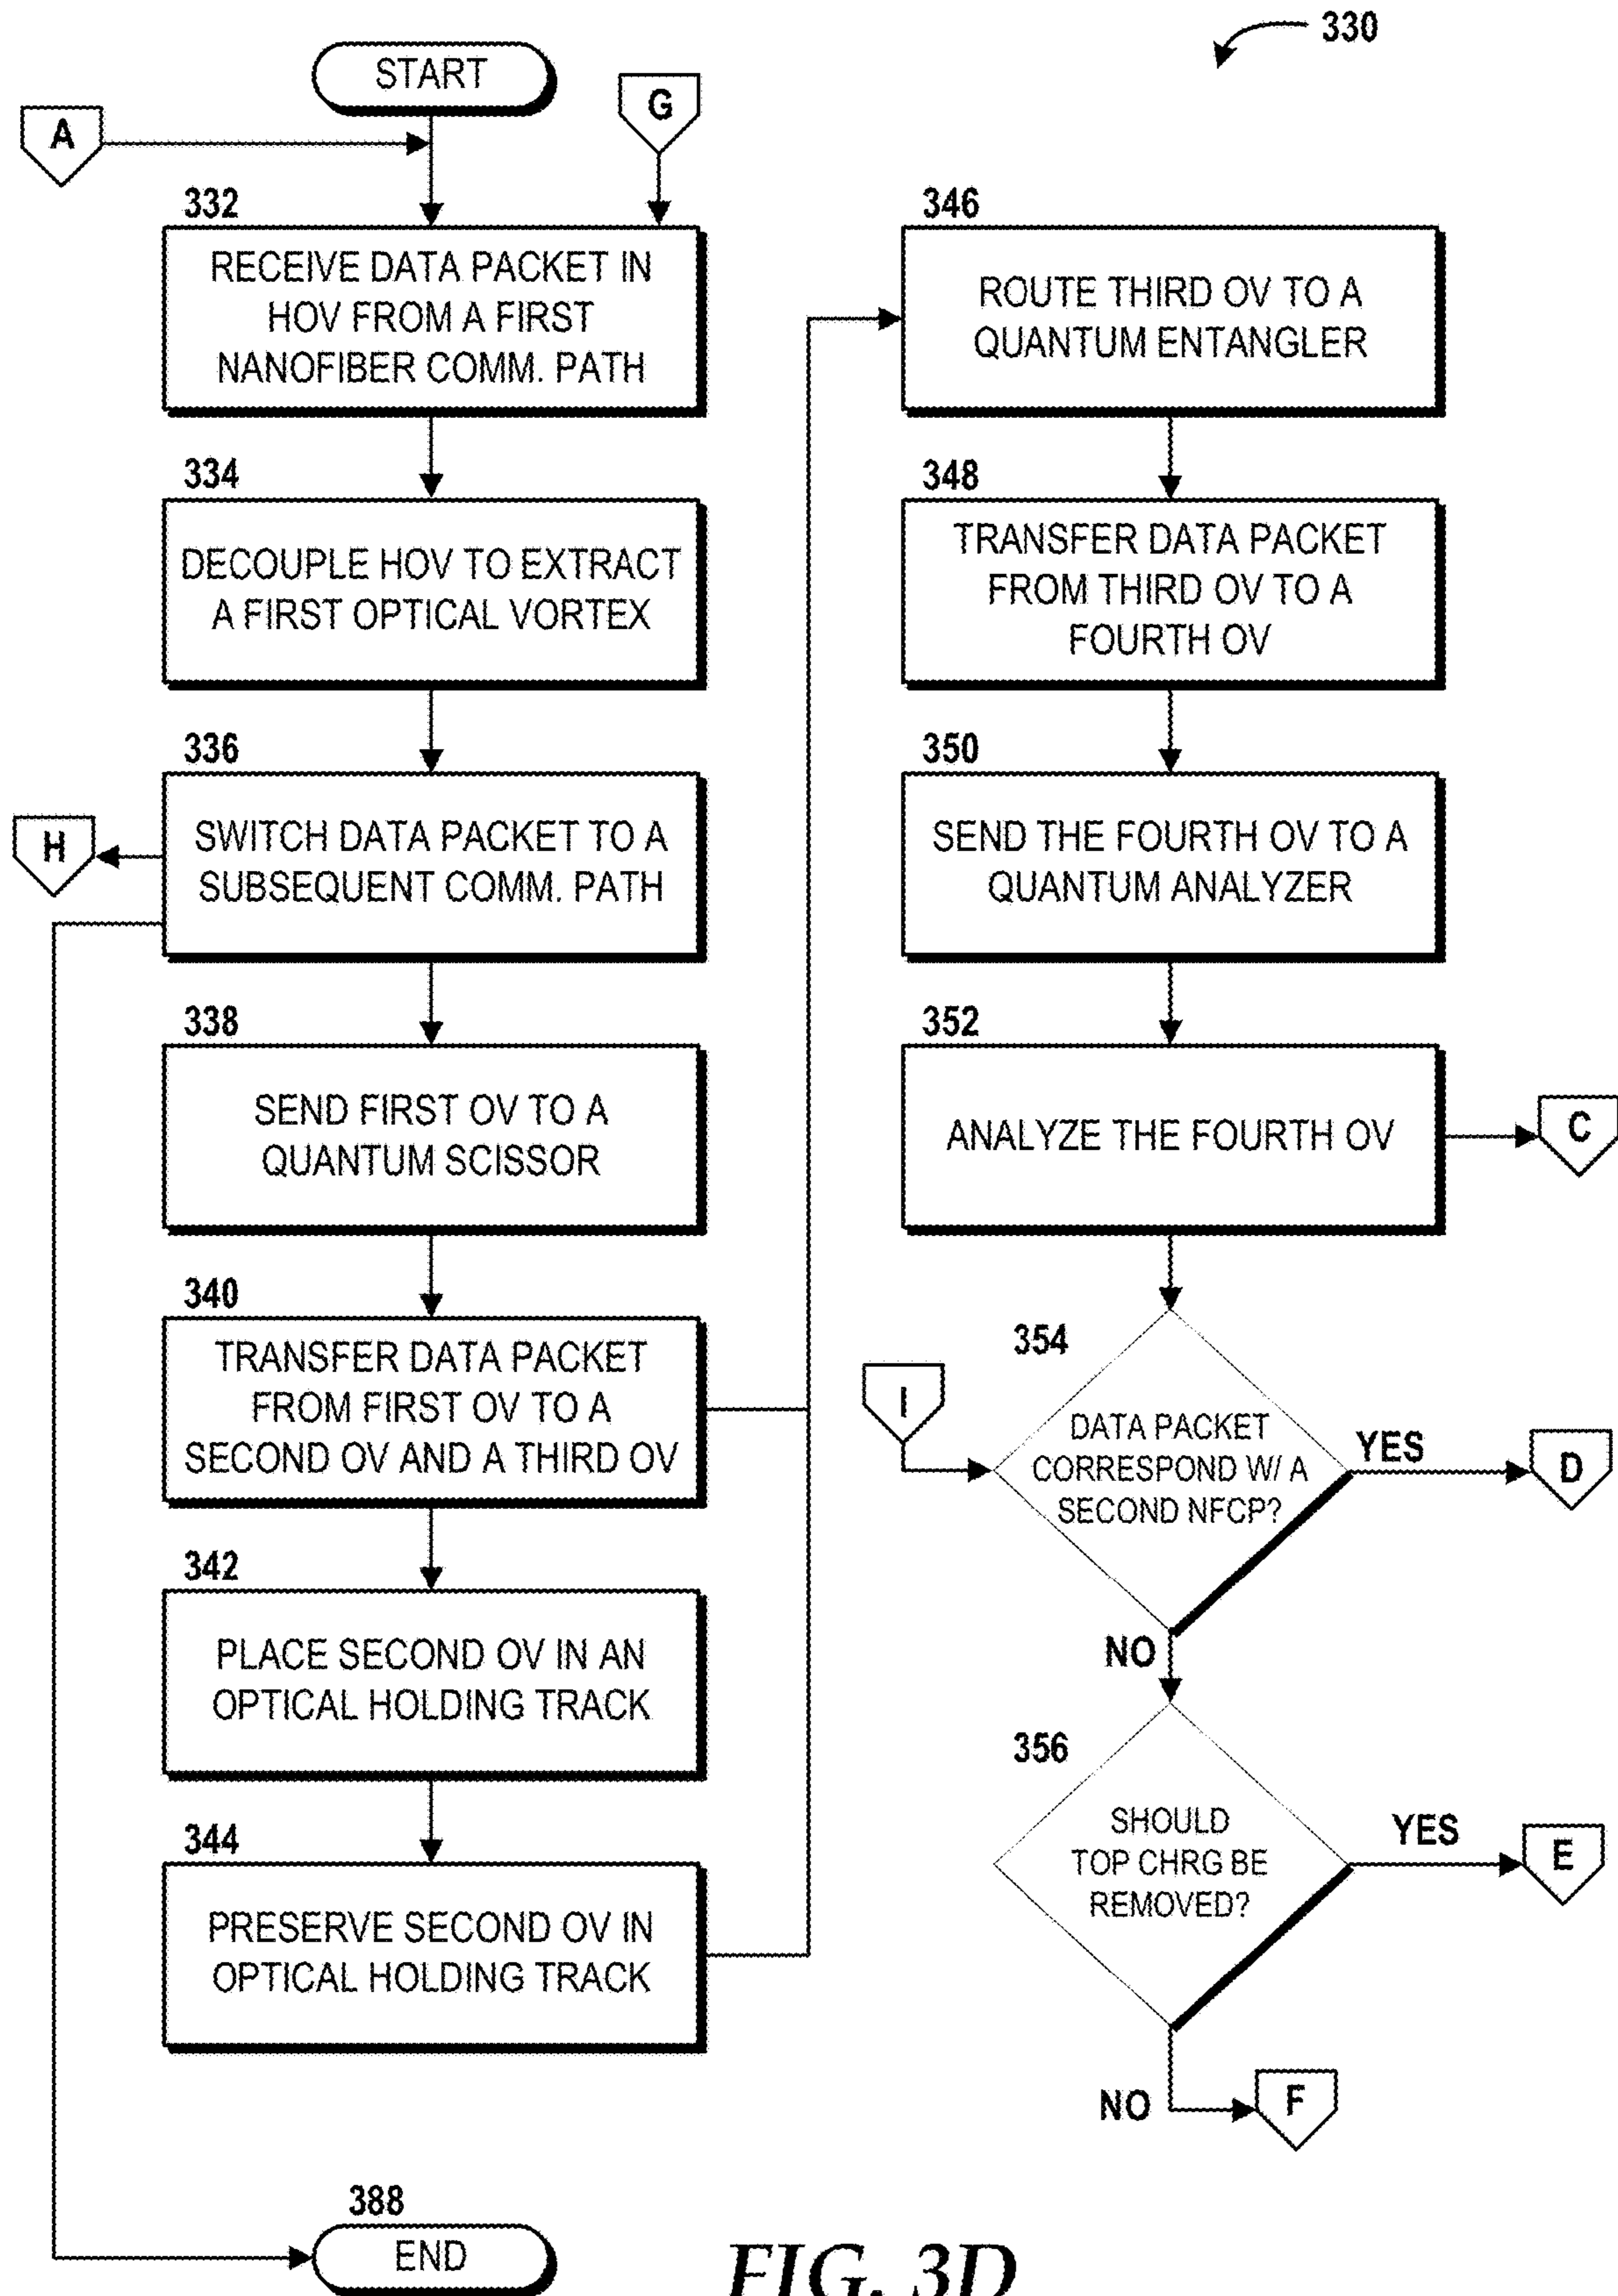 330
START
A
G
332
RECEIVE DATA PACKET IN
HOV FROM A FIRST
NANOFIBER COMM. PATH
334
DECOUPLE HOV TO EXTRACT
A FIRST OPTICAL VORTEX
336
SWITCH DATA PACKET TO A
SUBSEQUENT COMM. PATH
H
338
SEND FIRST OV TO A
QUANTUM SCISSOR
340
TRANSFER DATA PACKET
FROM FIRST OV TO A
SECOND OV AND A THIRD OV
342
PLACE SECOND OV IN AN
OPTICAL HOLDING TRACK
344
PRESERVE SECOND OV IN
OPTICAL HOLDING TRACK
346
ROUTE THIRD OV TO A
QUANTUM ENTANGLER
348
TRANSFER DATA PACKET
FROM THIRD OV TO A
FOURTH OV
350
SEND THE FOURTH OV TO A
QUANTUM ANALYZER
352
ANALYZE THE FOURTH OV
C
354
I
DATA PACKET
CORRESPOND W/ A
SECOND NFCP?
YES
D
NO
356
SHOULD
TOP CHRG BE
REMOVED?
YES
E
NO
F
388
END
FIG. 3D